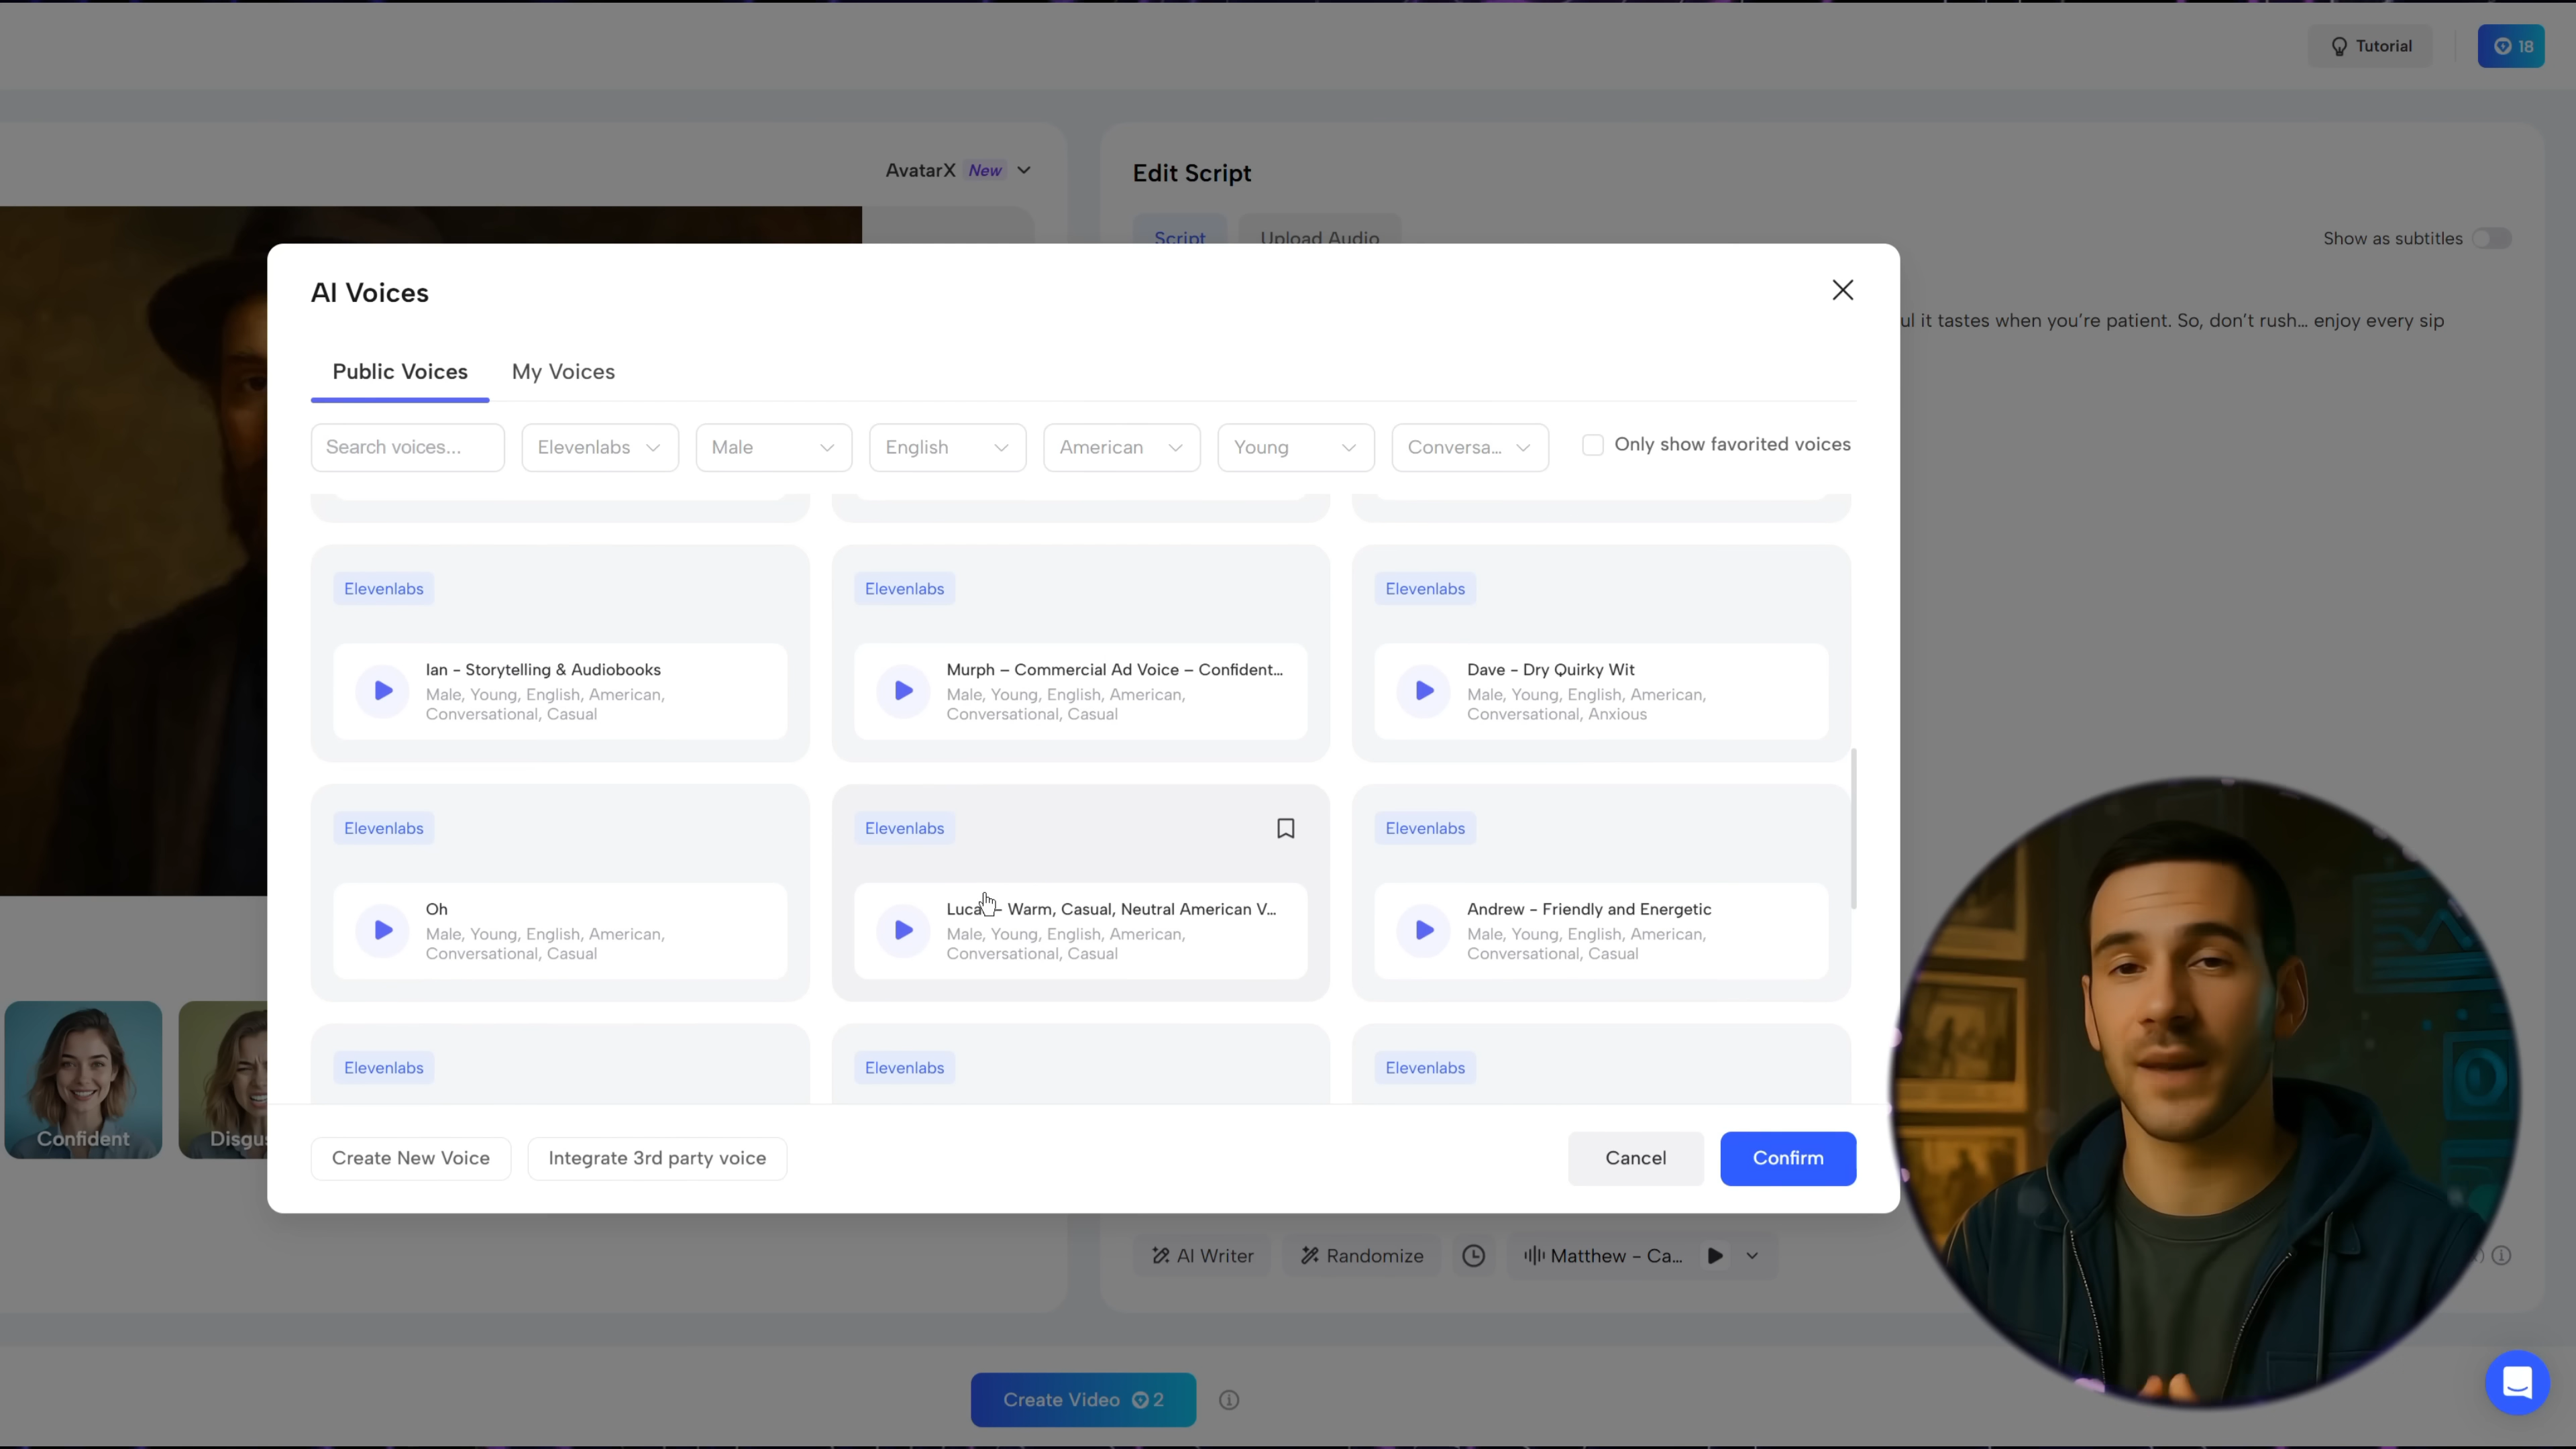 Tutorial
18
AvatarX New
Edit Script
Script
Upload Audio
Show as subtitles
AI Voices
it tastes when you're patient. So, don't rush... enjoy every sip
Public Voices
My Voices
Search voices...
Elevenlabs
Male
English
American
Young
Conversa...
Only show favorited voices
Elevenlabs
Elevenlabs
Elevenlabs
Ian - Storytelling & Audiobooks
Male, Young, English, American,
Conversational, Casual
Murph – Commercial Ad Voice – Confident...
Male, Young, English, American,
Conversational, Casual
Dave - Dry Quirky Wit
Male, Young, English, American,
Conversational, Anxious
Elevenlabs
Elevenlabs
Elevenlabs
Oh
Male, Young, English, American,
Conversational, Casual
- Warm, Casual, Neutral American V...
Male, Young, English, American,
Conversational, Casual
Andrew - Friendly and Energetic
Male, Young, English, American,
Conversational, Casual
Elevenlabs
Elevenlabs
Elevenlabs
Confident
Create New Voice
Integrate 3rd party voice
Cancel
Confirm
AI Writer
Randomize
Matthew - Ca...
Create Video 2